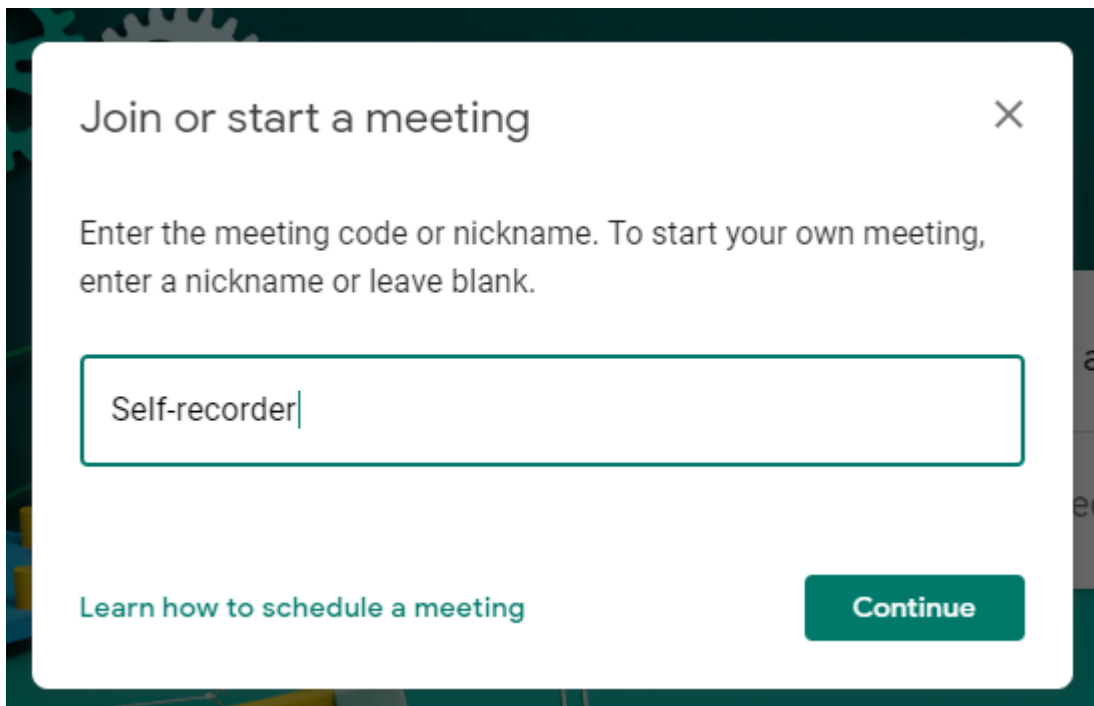 Join or start a meeting
Enter the meeting code or nickname. To start your own meeting,
enter a nickname or leave blank.
Self-recorder
Learn how to schedule a meeting
Continue